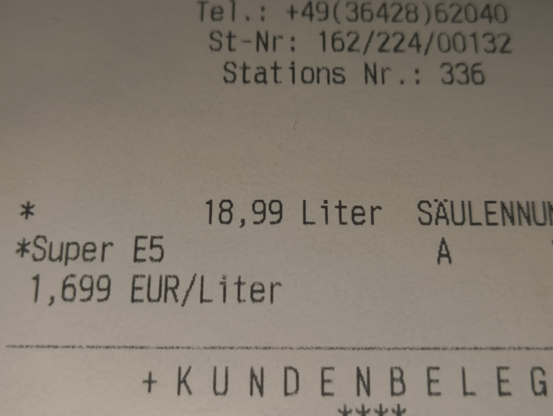 Tel.: +49(36428)62040
St-Nr: 162/224/00132
Stations Nr.: 336
* 18,99 Liter
*Super E5 A
1,699 EUR/Liter
+ K U N D E N B E L E G
****